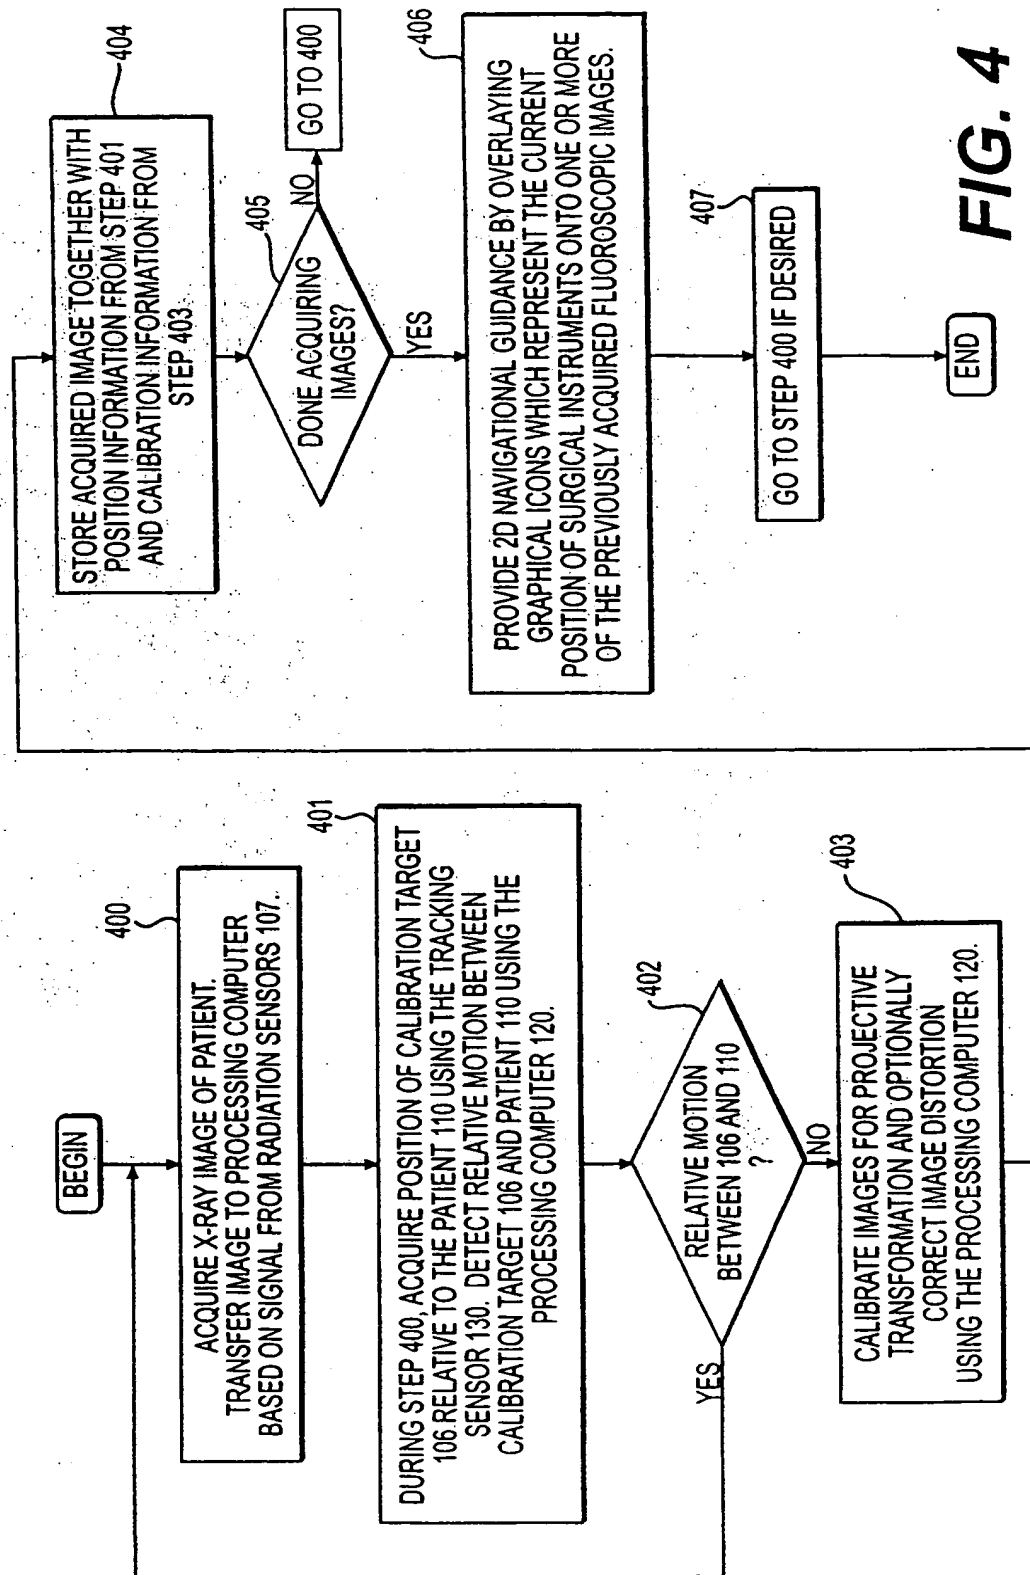 BEGIN
400
ACQUIRE X-RAY IMAGE OF PATIENT.
TRANSFER IMAGE TO PROCESSING COMPUTER
BASED ON SIGNAL FROM RADIATION SENSORS 107.
401
DURING STEP 400, ACQUIRE POSITION OF CALIBRATION TARGET
106 RELATIVE TO THE PATIENT 110 USING THE TRACKING
SENSOR 130. DETECT RELATIVE MOTION BETWEEN
CALIBRATION TARGET 106 AND PATIENT 110 USING THE
PROCESSING COMPUTER 120.
402
RELATIVE MOTION
BETWEEN 106 AND 110
?
YES
NO
403
CALIBRATE IMAGES FOR PROJECTIVE
TRANSFORMATION AND OPTIONALLY
CORRECT IMAGE DISTORTION
USING THE PROCESSING COMPUTER 120.
404
STORE ACQUIRED IMAGE TOGETHER WITH
POSITION INFORMATION FROM STEP 401
AND CALIBRATION INFORMATION FROM
STEP 403
405
DONE ACQUIRING
IMAGES?
NO
GO TO 400
YES
406
PROVIDE 2D NAVIGATIONAL GUIDANCE BY OVERLAYING
GRAPHICAL ICONS WHICH REPRESENT THE CURRENT
POSITION OF SURGICAL INSTRUMENTS ONTO ONE OR MORE
OF THE PREVIOUSLY ACQUIRED FLUOROSCOPIC IMAGES.
407
GO TO STEP 400 IF DESIRED
END
FIG. 4